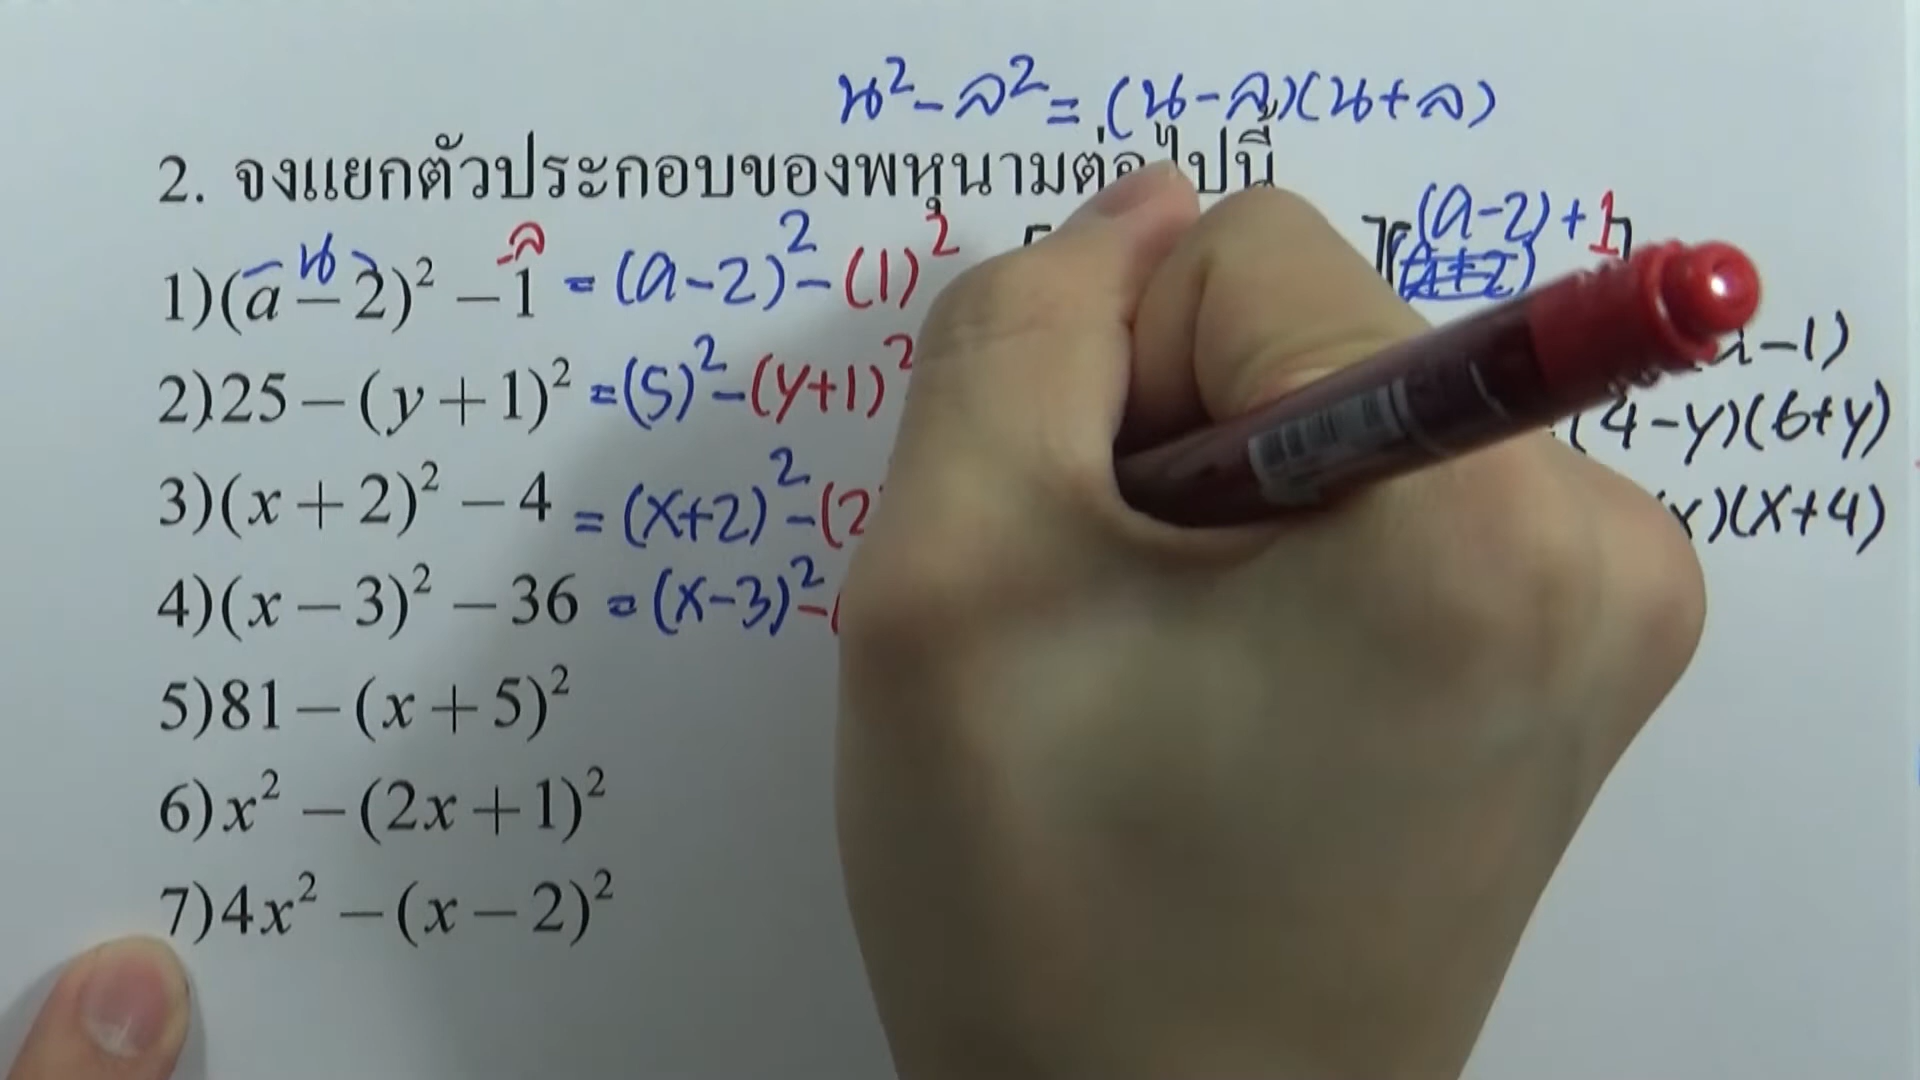 น² - ล² = (น - ล)(น + ล)
2. จงแยกตัวประกอบของพหุนามต่อไปนี้
น ล (a-2) + 1
1) (a - 2)² - 1 = (a-2)² - (1)²
2) 25 - (y + 1)² = (5)² - (y+1)² (4-y)(6+y)
3) (x + 2)² - 4 = (x+2)² - (2 )(x+4)
4) (x - 3)² - 36 = (x-3)² - (
5) 81 - (x + 5)²
6) x² - (2x + 1)²
7) 4x² - (x - 2)²